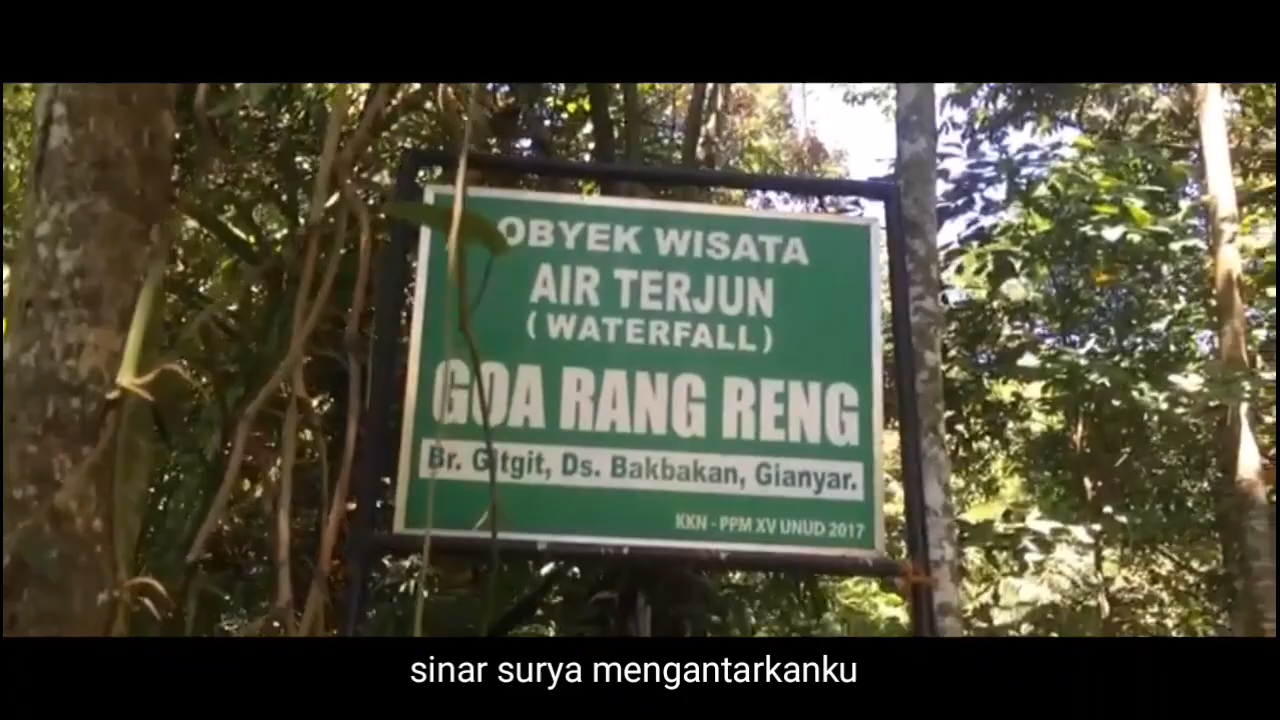 OBYEK WISATA
AIR TERJUN
(WATERFALL)
GOA RANG RENG
Br. Gitgit, Ds. Bakbakan, Gianyar.
KKN - PPM XV UNUD 2017
sinar surya mengantarkanku